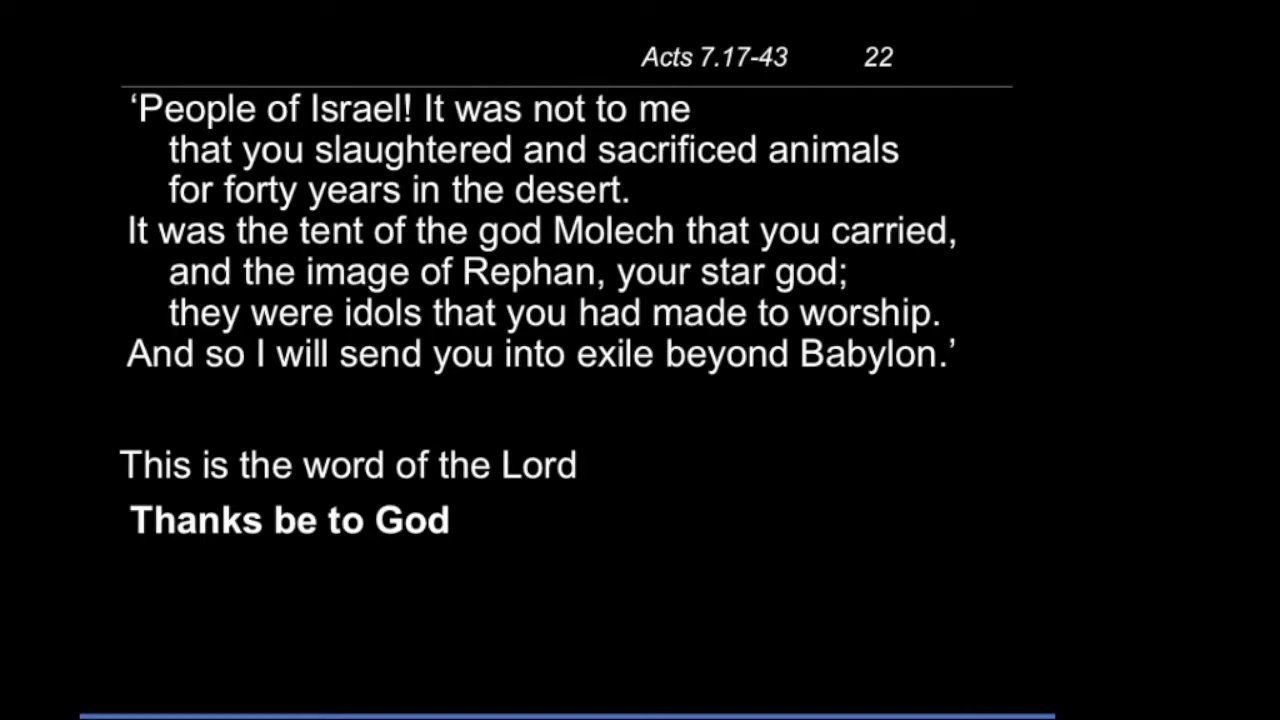 Acts 7.17-43 22
‘People of Israel! It was not to me
that you slaughtered and sacrificed animals
for forty years in the desert.
It was the tent of the god Molech that you carried,
and the image of Rephan, your star god;
they were idols that you had made to worship.
And so I will send you into exile beyond Babylon.’
This is the word of the Lord
Thanks be to God